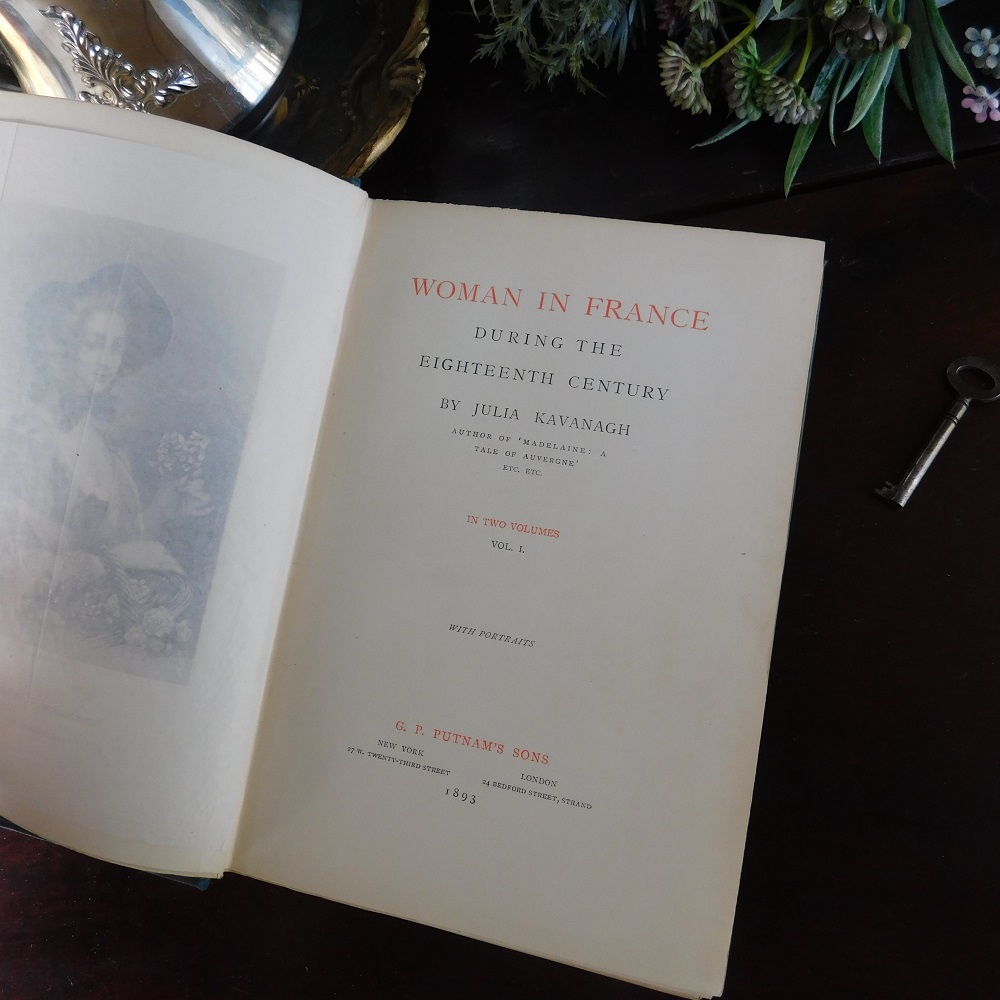 WOMAN IN FRANCE
DURING THE
EIGHTEENTH CENTURY
BY JULIA KAVANAGH
AUTHOR OF 'MADELAINE: A
TALE OF AUVERGNE'
ETC. ETC.
IN TWO VOLUMES
VOL. I.
WITH PORTRAITS
G. P. PUTNAM'S SONS
NEW YORK
27 W. TWENTY-THIRD STREET
LONDON
24 BEDFORD STREET, STRAND
1893